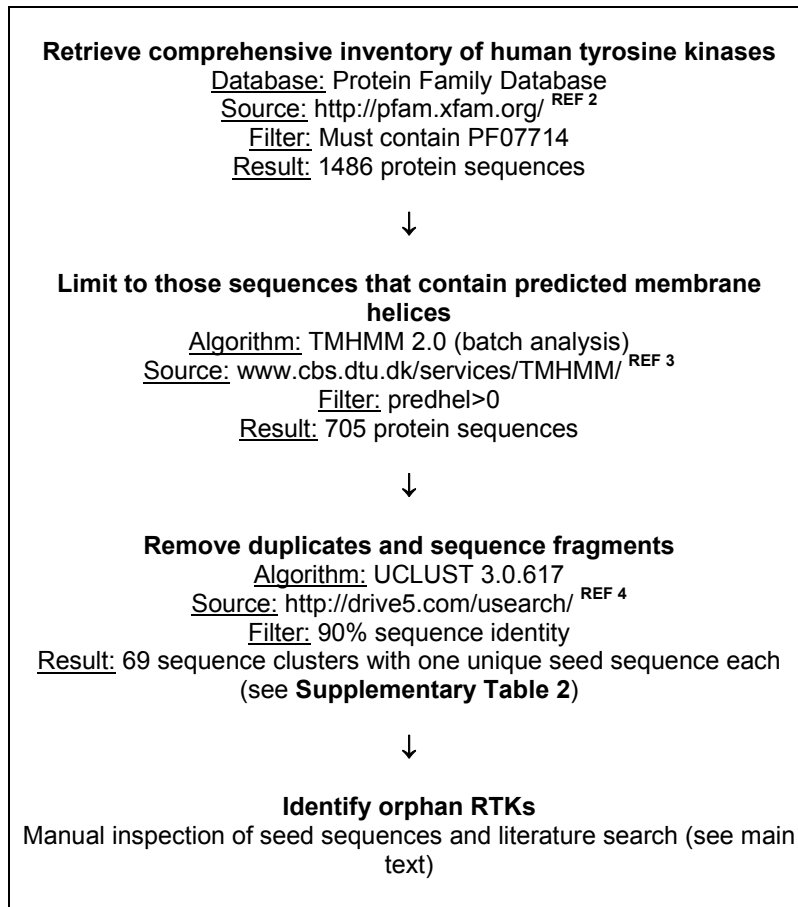 Retrieve comprehensive inventory of human tyrosine kinases
Database: Protein Family Database
Source: http://pfam.xfam.org/ REF 2
Filter: Must contain PF07714
Result: 1486 protein sequences
↓
Limit to those sequences that contain predicted membrane
helices
Algorithm: TMHMM 2.0 (batch analysis)
Source: www.cbs.dtu.dk/services/TMHMM/ REF 3
Filter: predhel>0
Result: 705 protein sequences
↓
Remove duplicates and sequence fragments
Algorithm: UCLUST 3.0.617
Source: http://drive5.com/usearch/ REF 4
Filter: 90% sequence identity
Result: 69 sequence clusters with one unique seed sequence each
(see Supplementary Table 2)
↓
Identify orphan RTKs
Manual inspection of seed sequences and literature search (see main
text)